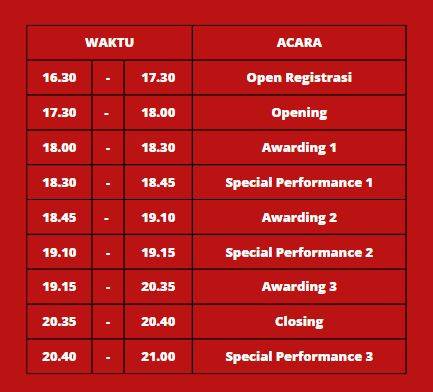 WAKTU ACARA
16.30 - 17.30 Open Registrasi
17.30 - 18.00 Opening
18.00 - 18.30 Awarding 1
18.30 - 18.45 Special Performance 1
18.45 - 19.10 Awarding 2
19.10 - 19.15 Special Performance 2
19.15 - 20.35 Awarding 3
20.35 - 20.40 Closing
20.40 - 21.00 Special Performance 3